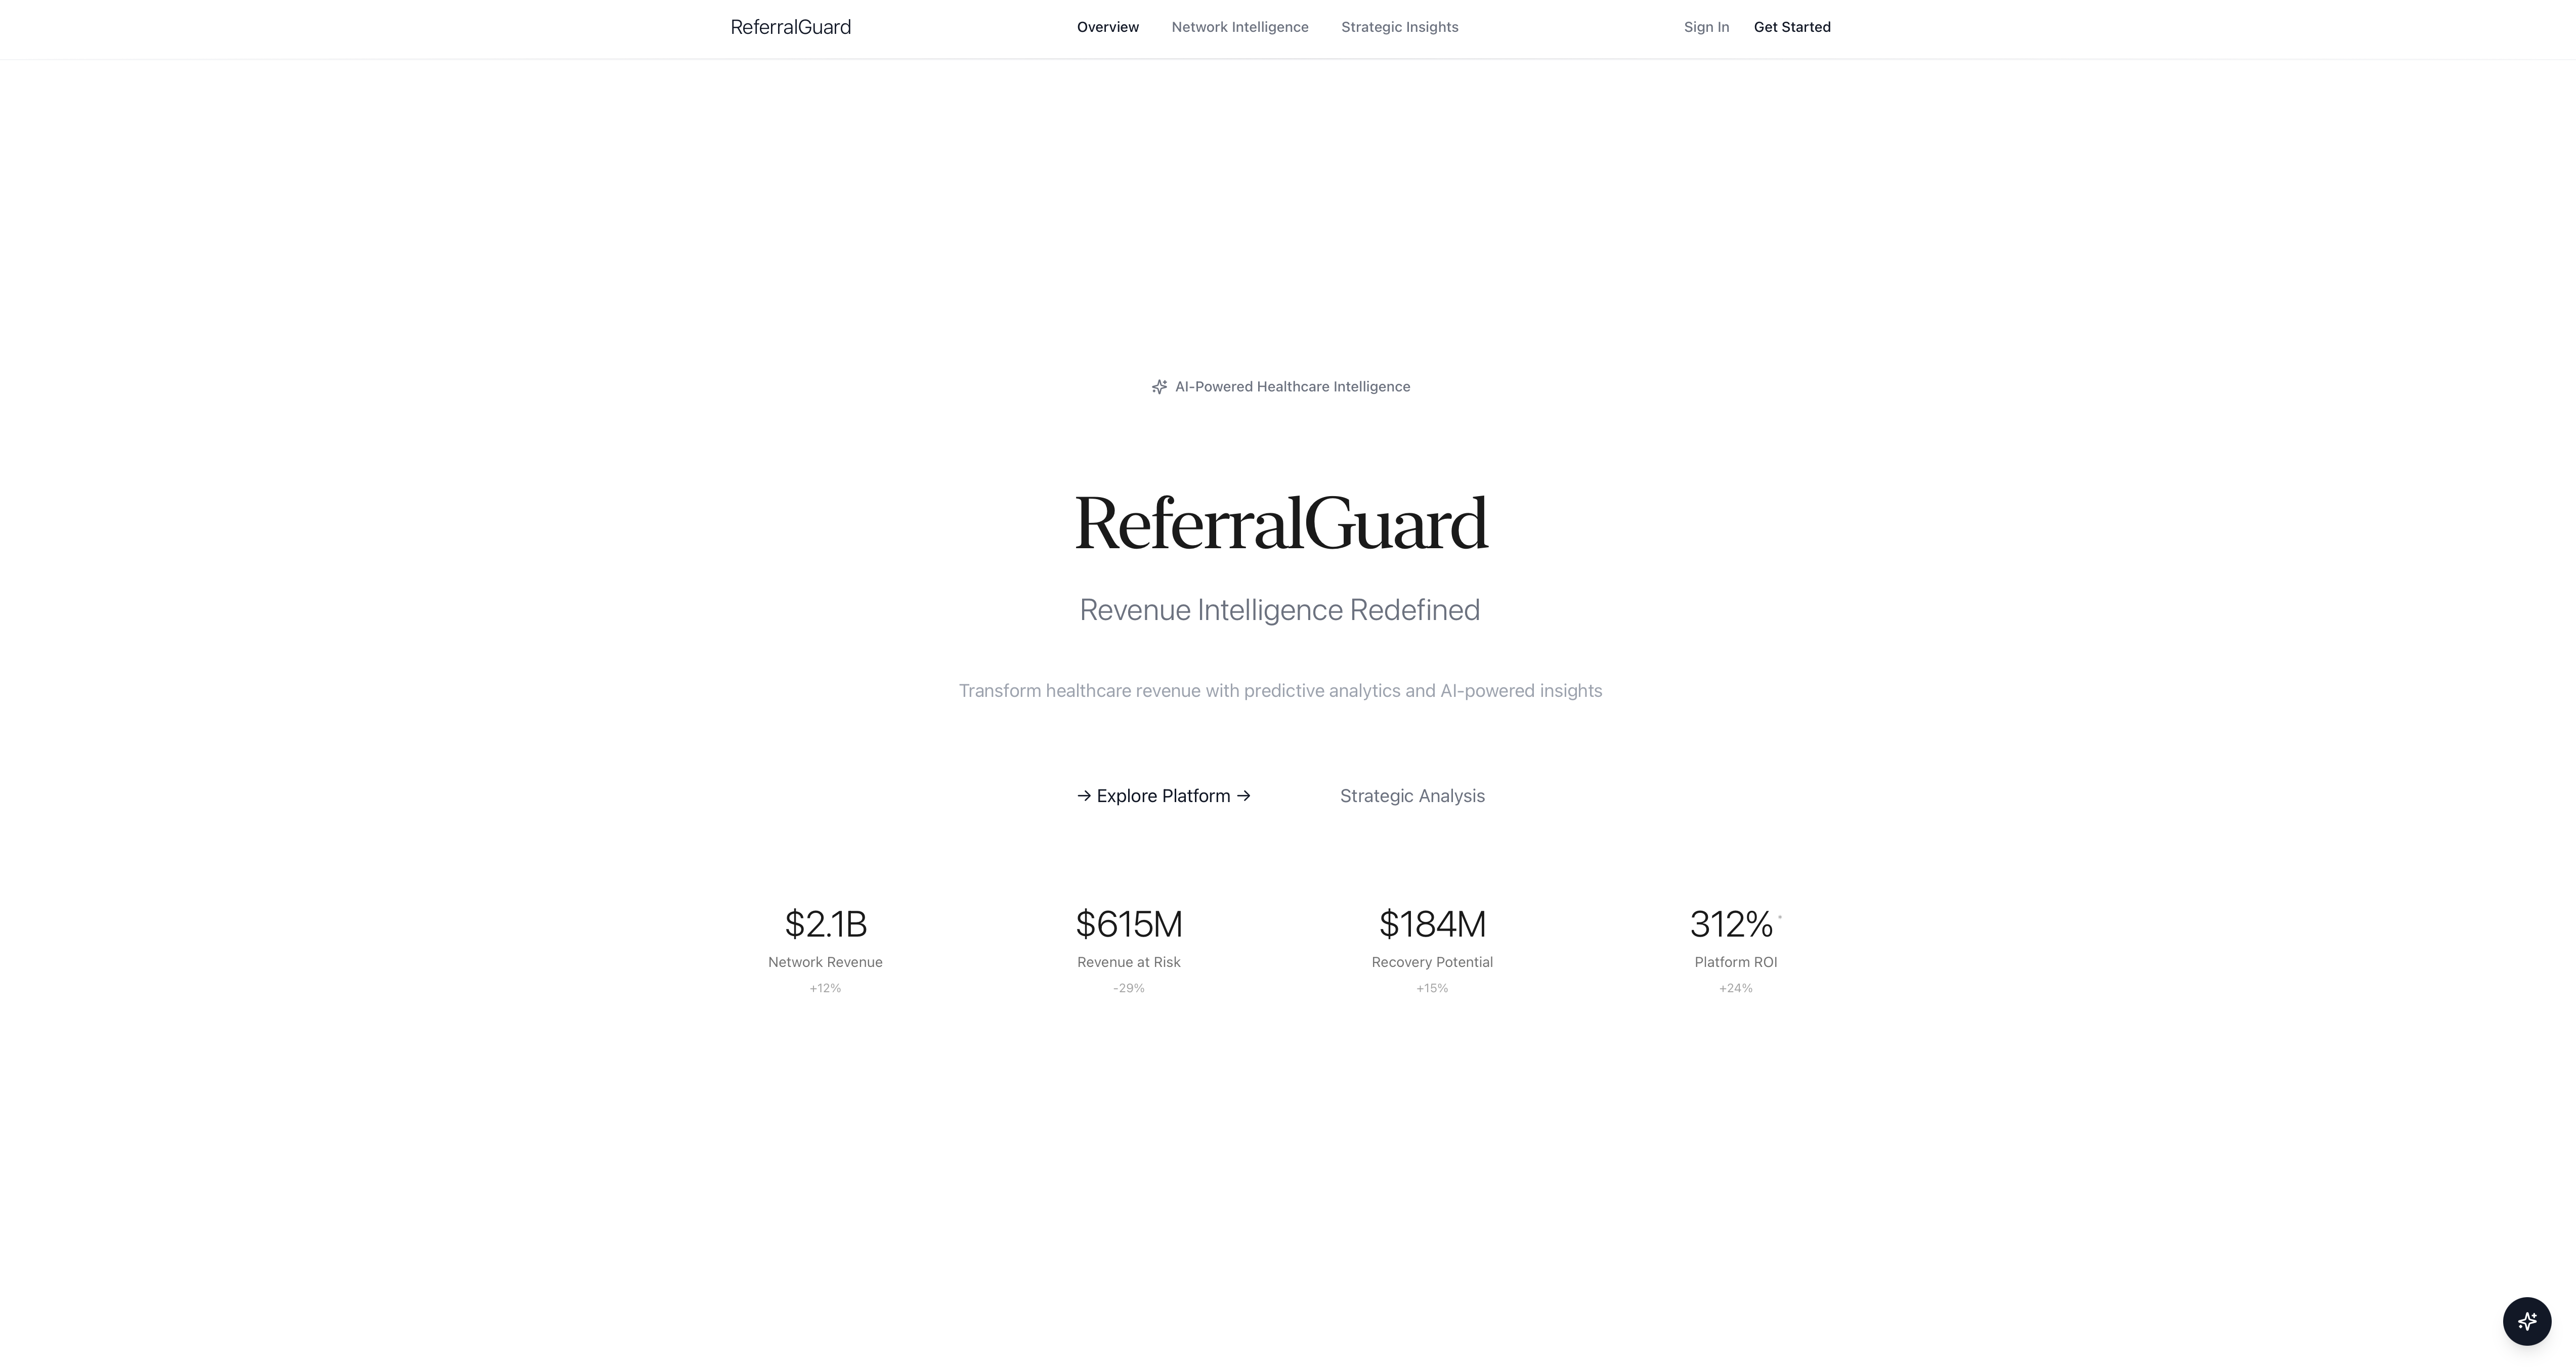 ReferralGuard Overview Network Intelligence Strategic Insights Sign In Get Started
AI-Powered Healthcare Intelligence
ReferralGuard
Revenue Intelligence Redefined
Transform healthcare revenue with predictive analytics and AI-powered insights
→ Explore Platform → Strategic Analysis
$2.1B $615M $184M 312%
Network Revenue Revenue at Risk Recovery Potential Platform ROI
+12% -29% +15% +24%